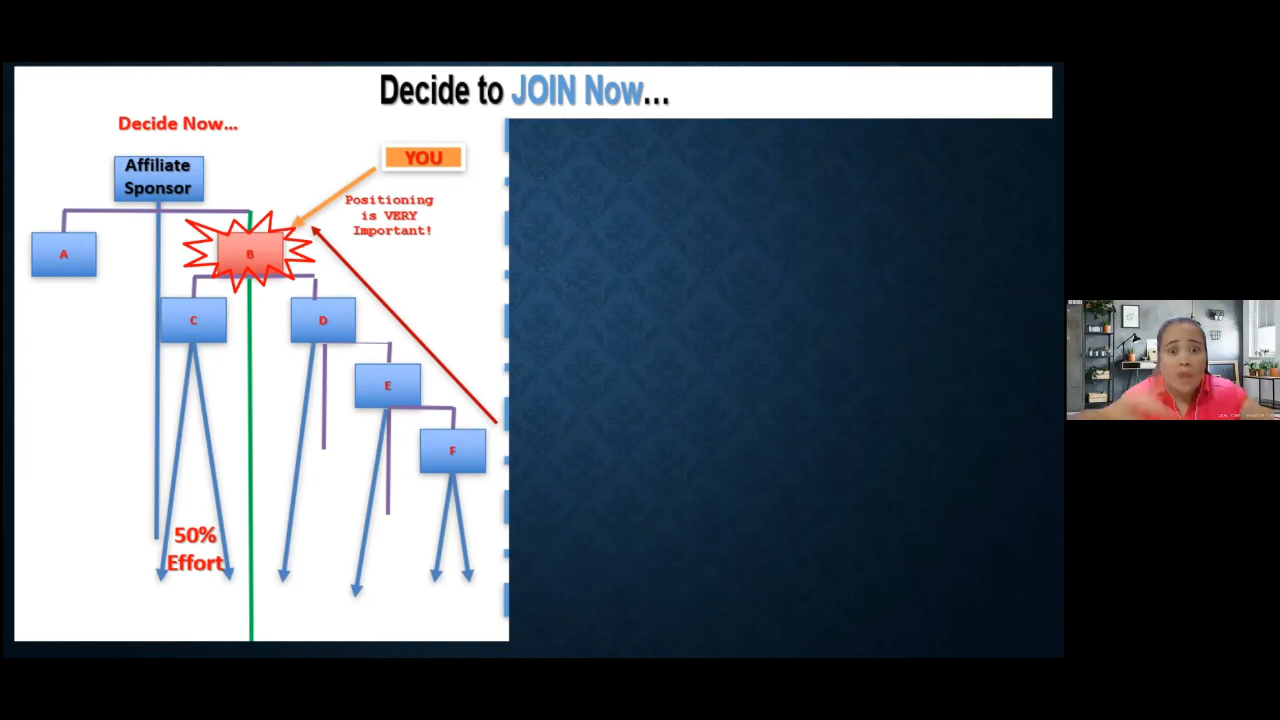 Decide to JOIN Now...
Decide Now...
Affiliate
Sponsor
YOU
Positioning
is VERY
Important!
A
B
C
D
E
F
50%
Effort